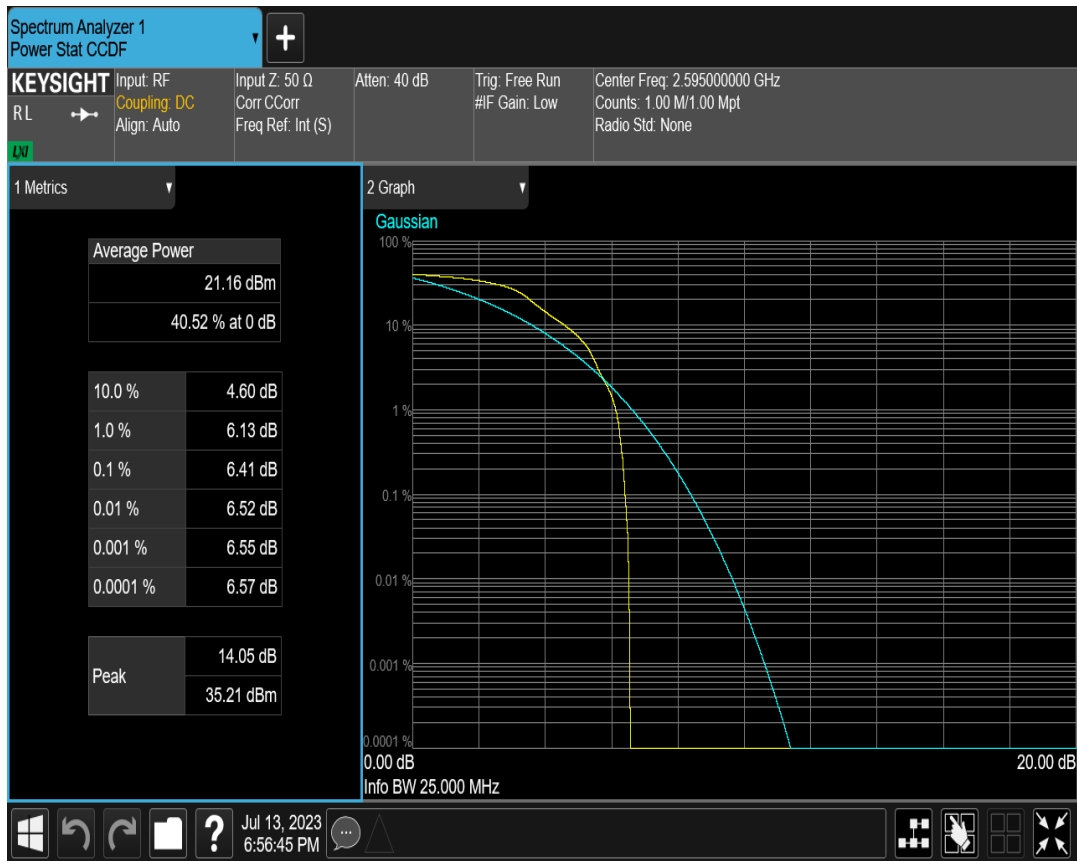 Spectrum Analyzer 1
Power Stat CCDF
KEYSIGHT
RL
LXI
Input: RF
Coupling: DC
Align: Auto
Input Z: 50 Ω
Corr CCorr
Freq Ref: Int (S)
Atten: 40 dB
Trig: Free Run
#IF Gain: Low
Center Freq: 2.595000000 GHz
Counts: 1.00 M/1.00 Mpt
Radio Std: None
1 Metrics
Average Power
21.16 dBm
40.52 % at 0 dB
10.0 % 4.60 dB
1.0 % 6.13 dB
0.1 % 6.41 dB
0.01 % 6.52 dB
0.001 % 6.55 dB
0.0001 % 6.57 dB
Peak
14.05 dB
35.21 dBm
2 Graph
Gaussian
100 %
10 %
1 %
0.1 %
0.01 %
0.001 %
0.0001 %
0.00 dB 20.00 dB
Info BW 25.000 MHz
Jul 13, 2023
6:56:45 PM